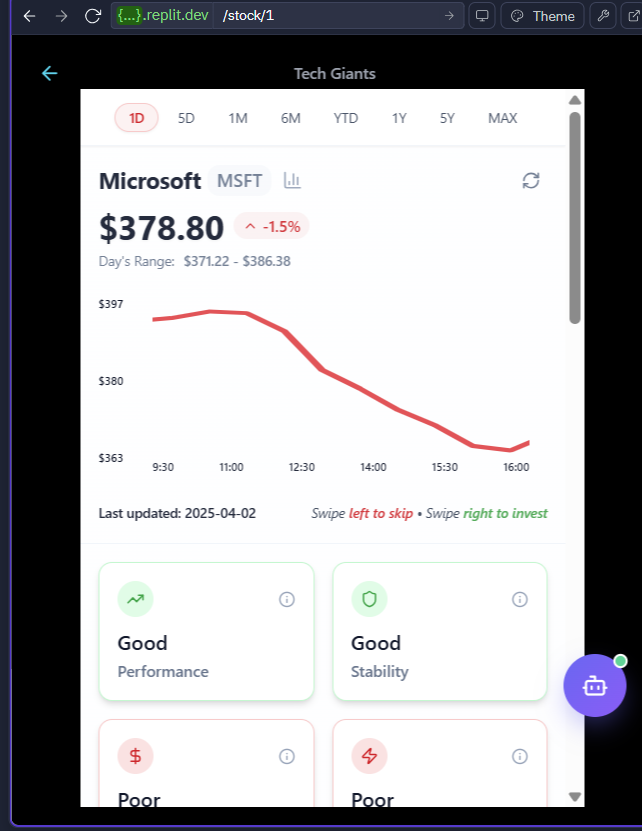 {...}.replit.dev /stock/1
Theme
Tech Giants
1D 5D 1M 6M YTD 1Y 5Y MAX
Microsoft MSFT
$378.80 -1.5%
Day's Range: $371.22 - $386.38
$397
$380
$363
9:30 11:00 12:30 14:00 15:30 16:00
Last updated: 2025-04-02 Swipe left to skip • Swipe right to invest
Good
Performance
Good
Stability
Poor
Poor